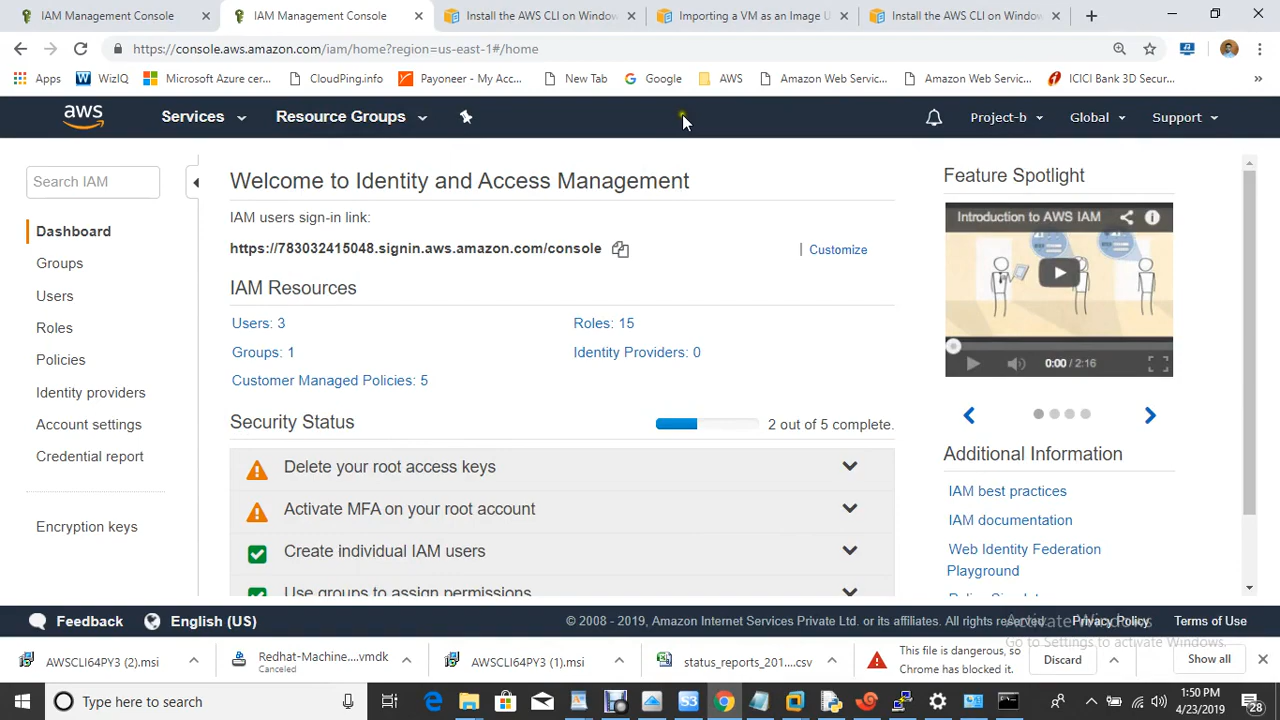 IAM Management Console
IAM Management Console
Install the AWS CLI on Window
Importing a VM as an Image U
Install the AWS CLI on Window
https://console.aws.amazon.com/iam/home?region=us-east-1#/home
Apps
WizIQ
Microsoft Azure cer...
CloudPing.info
Payoneer - My Acc...
New Tab
Google
AWS
Amazon Web Servic...
Amazon Web Servic...
ICICI Bank 3D Secur...
aws
Services
Resource Groups
Project-b
Global
Support
Search IAM
Dashboard
Groups
Users
Roles
Policies
Identity providers
Account settings
Credential report
Encryption keys
Welcome to Identity and Access Management
IAM users sign-in link:
https://783032415048.signin.aws.amazon.com/console
| Customize
IAM Resources
Users: 3
Roles: 15
Groups: 1
Identity Providers: 0
Customer Managed Policies: 5
Security Status
2 out of 5 complete.
Delete your root access keys
Activate MFA on your root account
Create individual IAM users
Use groups to assign permissions
Feature Spotlight
Introduction to AWS IAM
0:00 / 2:16
Additional Information
IAM best practices
IAM documentation
Web Identity Federation
Playground
Feedback
English (US)
© 2008 - 2019, Amazon Internet Services Private Ltd. or its affiliates. All rights reserved.
Privacy Policy
Terms of Use
Activate Windows
Go to Settings to activate Windows.
AWSCLI64PY3 (2).msi
Redhat-Machine....vmdk
Canceled
AWSCLI64PY3 (1).msi
status_reports_201....csv
This file is dangerous, so
Chrome has blocked it.
Discard
Show all
Type here to search
S3
1:50 PM
4/23/2019
28